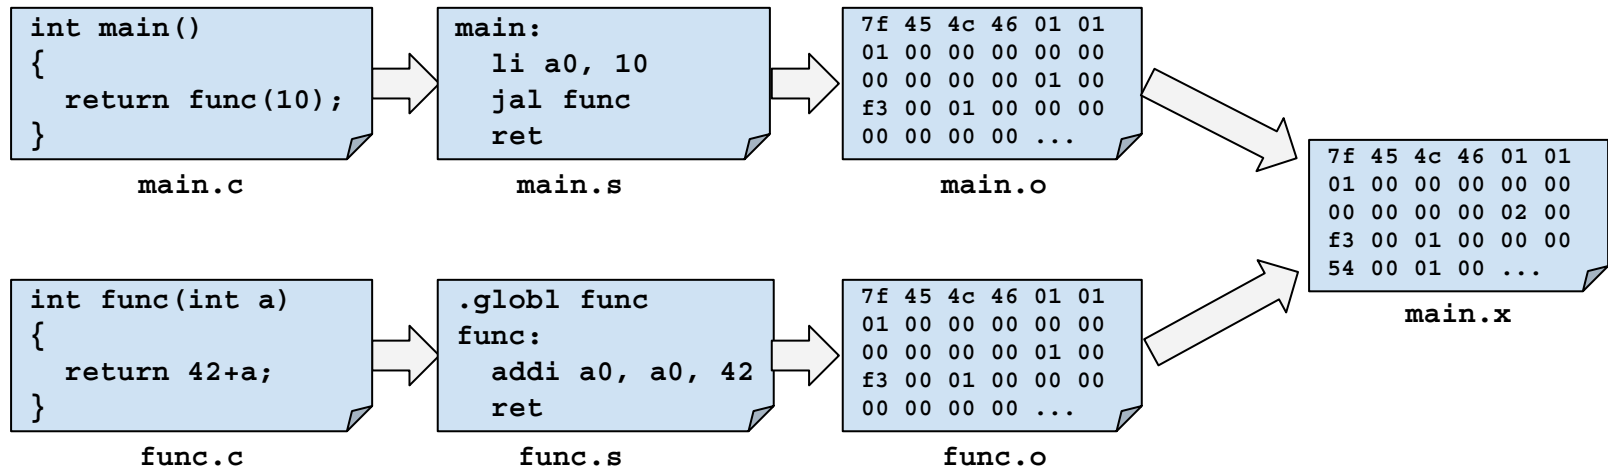 int main()
{
  return func(10);
}
main.c
main:
  li a0, 10
  jal func
  ret
main.s
7f 45 4c 46 01 01
01 00 00 00 00 00
00 00 00 00 01 00
f3 00 01 00 00 00
00 00 00 00 ...
main.o
int func(int a)
{
  return 42+a;
}
func.c
.globl func
func:
  addi a0, a0, 42
  ret
func.s
7f 45 4c 46 01 01
01 00 00 00 00 00
00 00 00 00 01 00
f3 00 01 00 00 00
00 00 00 00 ...
func.o
7f 45 4c 46 01 01
01 00 00 00 00 00
00 00 00 00 02 00
f3 00 01 00 00 00
54 00 01 00 ...
main.x